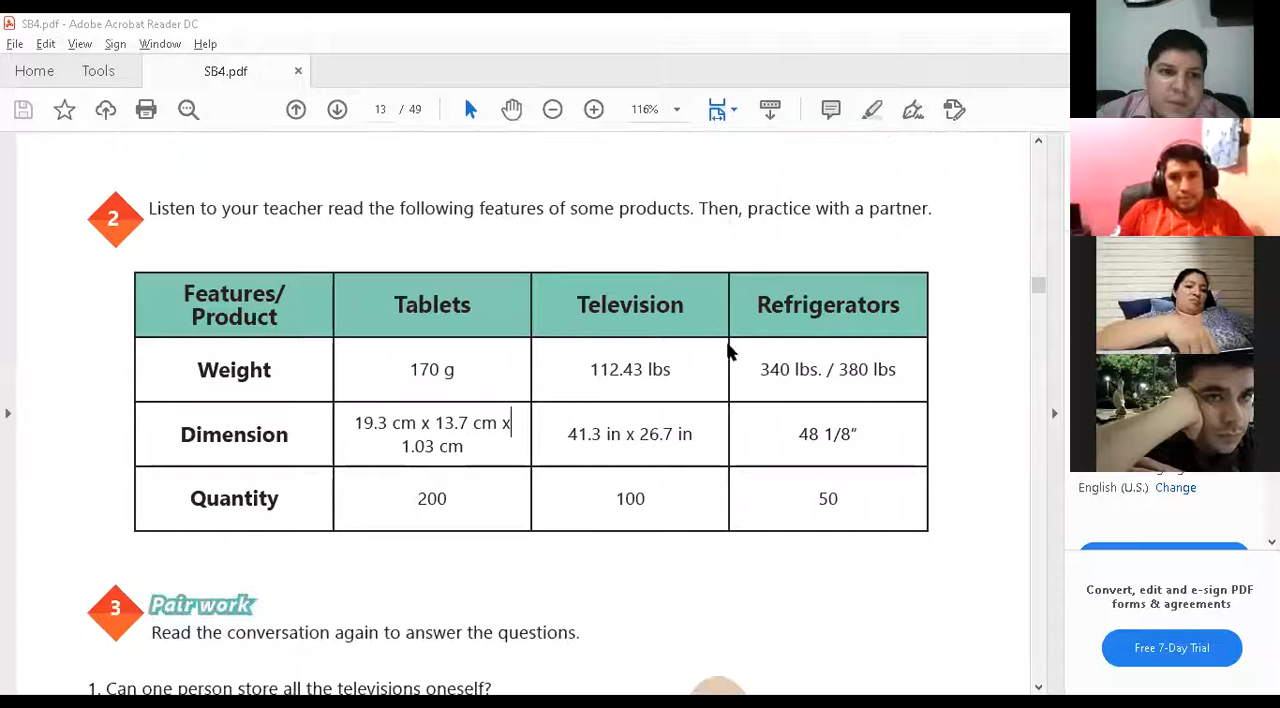 SB4.pdf - Adobe Acrobat Reader DC
File Edit View Sign Window Help
Home Tools SB4.pdf ×
13 / 49 116%
2 Listen to your teacher read the following features of some products. Then, practice with a partner.
Features/ Product Tablets Television Refrigerators
Weight 170 g 112.43 lbs 340 lbs. / 380 lbs
Dimension 19.3 cm x 13.7 cm x 1.03 cm 41.3 in x 26.7 in 48 1/8”
Quantity 200 100 50
3 Pair work
Read the conversation again to answer the questions.
1. Can one person store all the televisions oneself?
English (U.S.) Change
Convert, edit and e-sign PDF
forms & agreements
Free 7-Day Trial